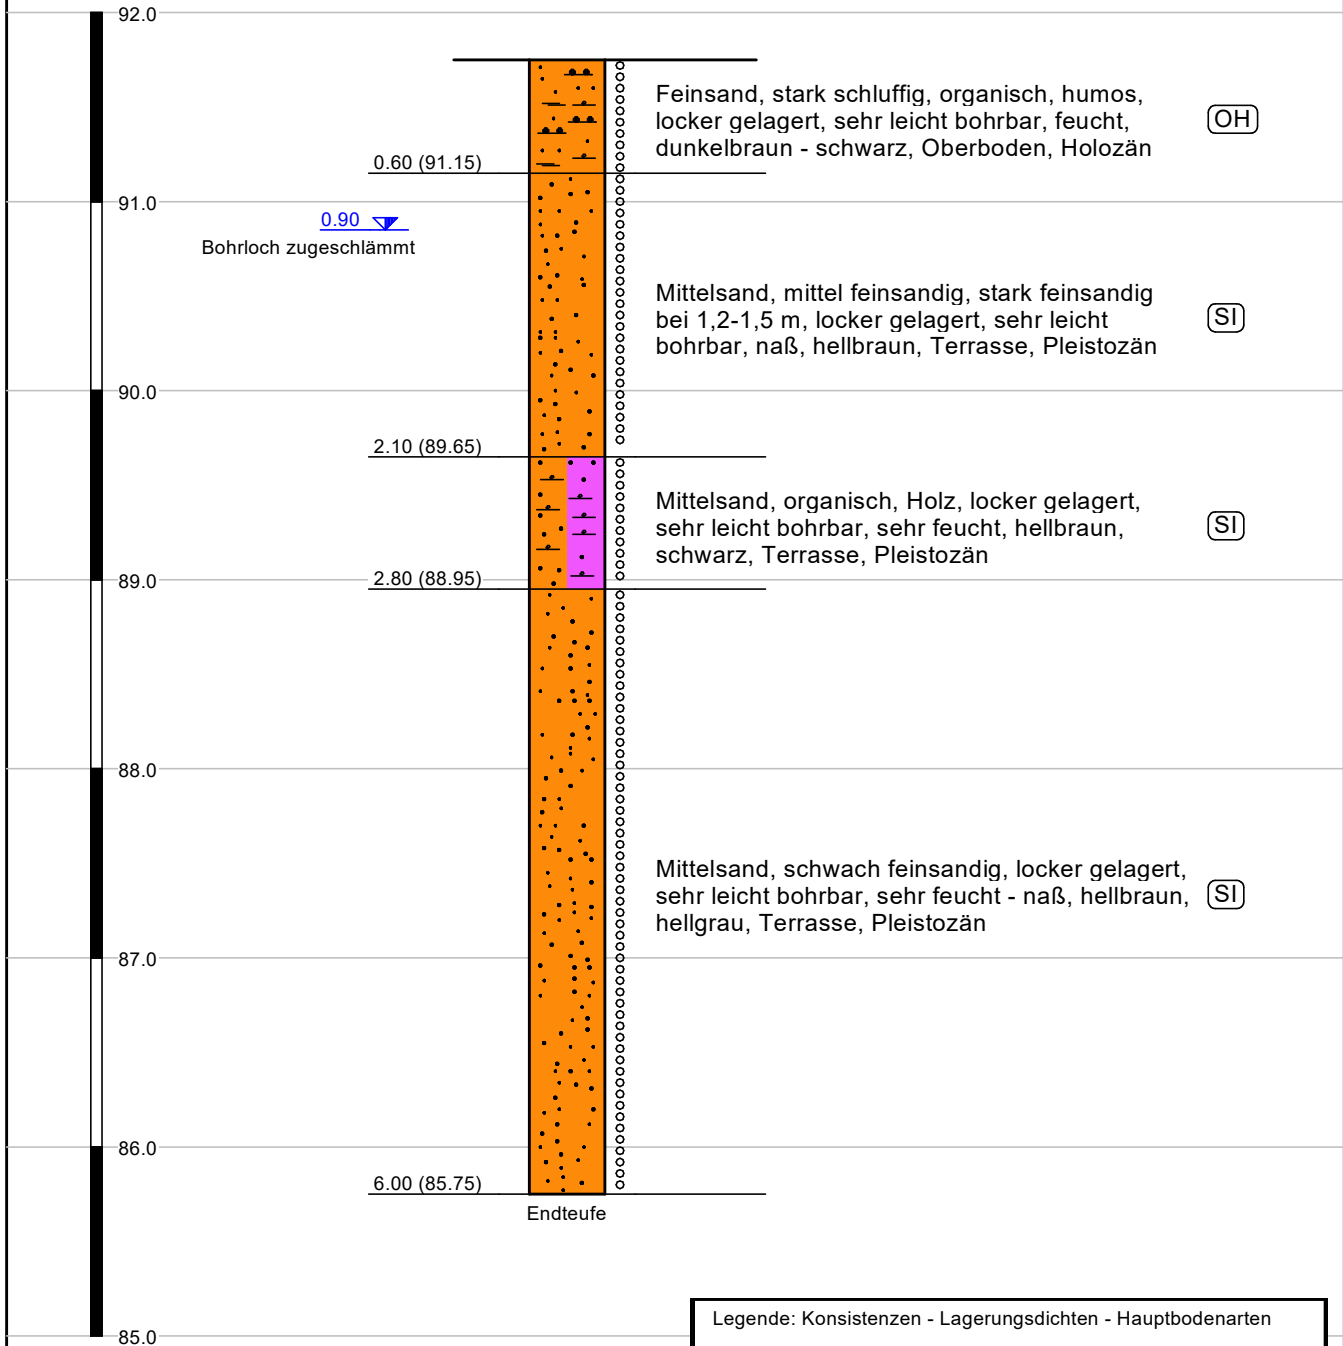 92.0
Feinsand, stark schluffig, organisch, humos,
locker gelagert, sehr leicht bohrbar, feucht,
dunkelbraun - schwarz, Oberboden, Holozän
OH
0.60 (91.15)
91.0
0.90
Bohrloch zugeschlämmt
Mittelsand, mittel feinsandig, stark feinsandig
bei 1,2-1,5 m, locker gelagert, sehr leicht
bohrbar, naß, hellbraun, Terrasse, Pleistozän
SI
90.0
2.10 (89.65)
Mittelsand, organisch, Holz, locker gelagert,
sehr leicht bohrbar, sehr feucht, hellbraun,
schwarz, Terrasse, Pleistozän
SI
2.80 (88.95)
89.0
88.0
Mittelsand, schwach feinsandig, locker gelagert,
sehr leicht bohrbar, sehr feucht - naß, hellbraun,
hellgrau, Terrasse, Pleistozän
SI
87.0
86.0
6.00 (85.75)
Endteufe
Legende: Konsistenzen - Lagerungsdichten - Hauptbodenarten
85.0